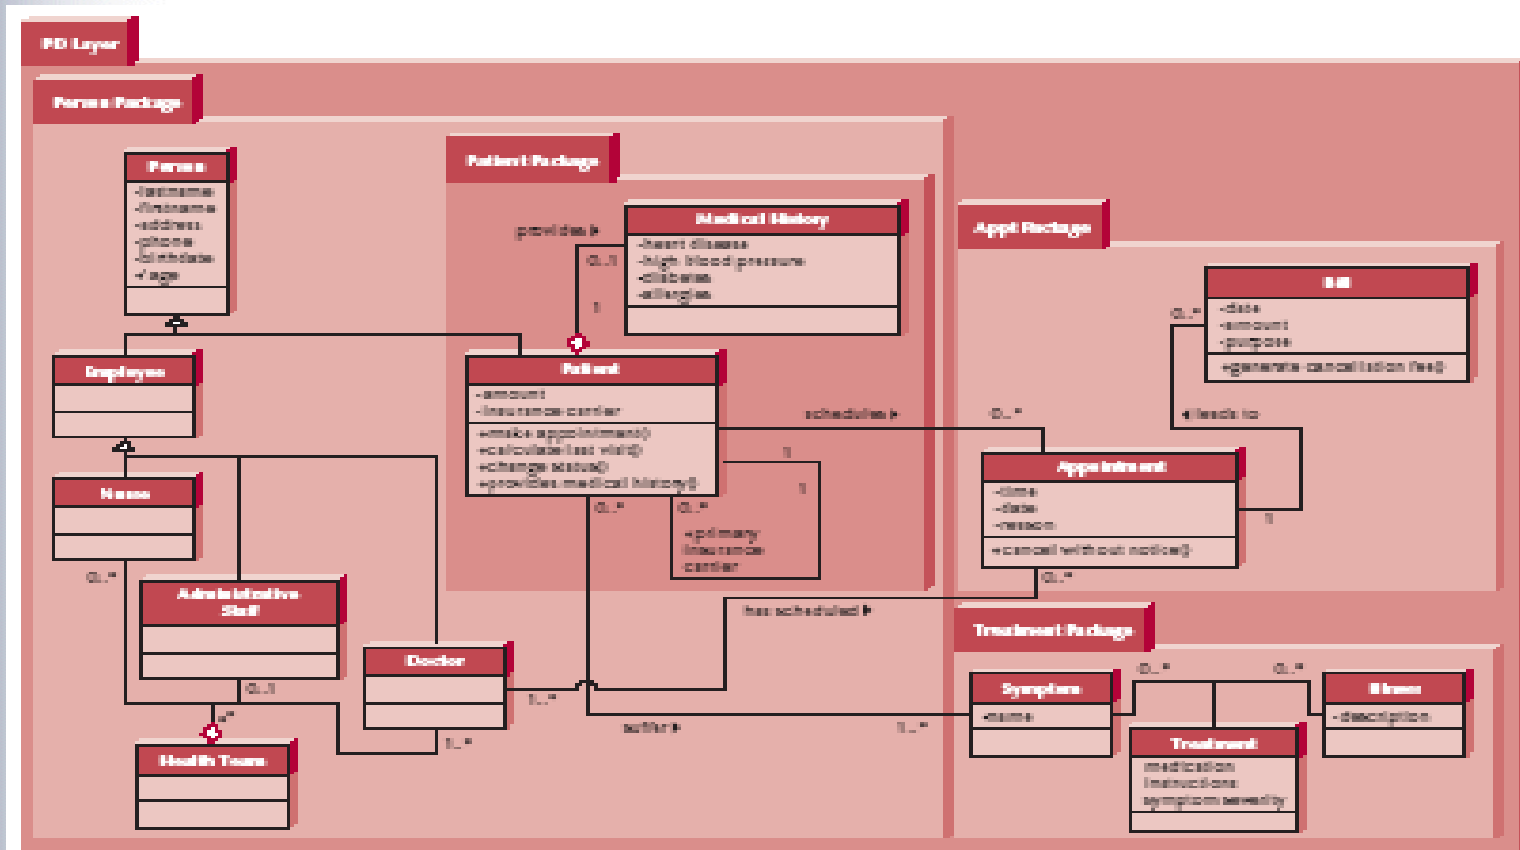 PD Layer
Person Package
Person
-lastname
-firstname
-address
-phone
-birthdate
-/ age
Patient Package
provides
0..1
1
Medical History
-heart disease
-high blood pressure
-diabetes
-allergies
Appt Package
Bill
-date
-amount
-purpose
+generate cancellation fee()
0..*
leads to
Employee
Patient
-amount
-insurance carrier
+make appointment()
+calculate last visit()
+change status()
+provides medical history()
schedules
0..*
1
1
Appointment
-time
-date
-reason
+cancel without notice()
1
0..*
0..*
0..*
+primary
insurance
carrier
Nurse
0..*
Administrative
Staff
0..1
has scheduled
Doctor
1..*
1..*
suffer
1..*
Health Team
Treatment Package
Symptom
-name
0..*
0..*
Illness
-description
Treatment
medication
instructions
symptom severity